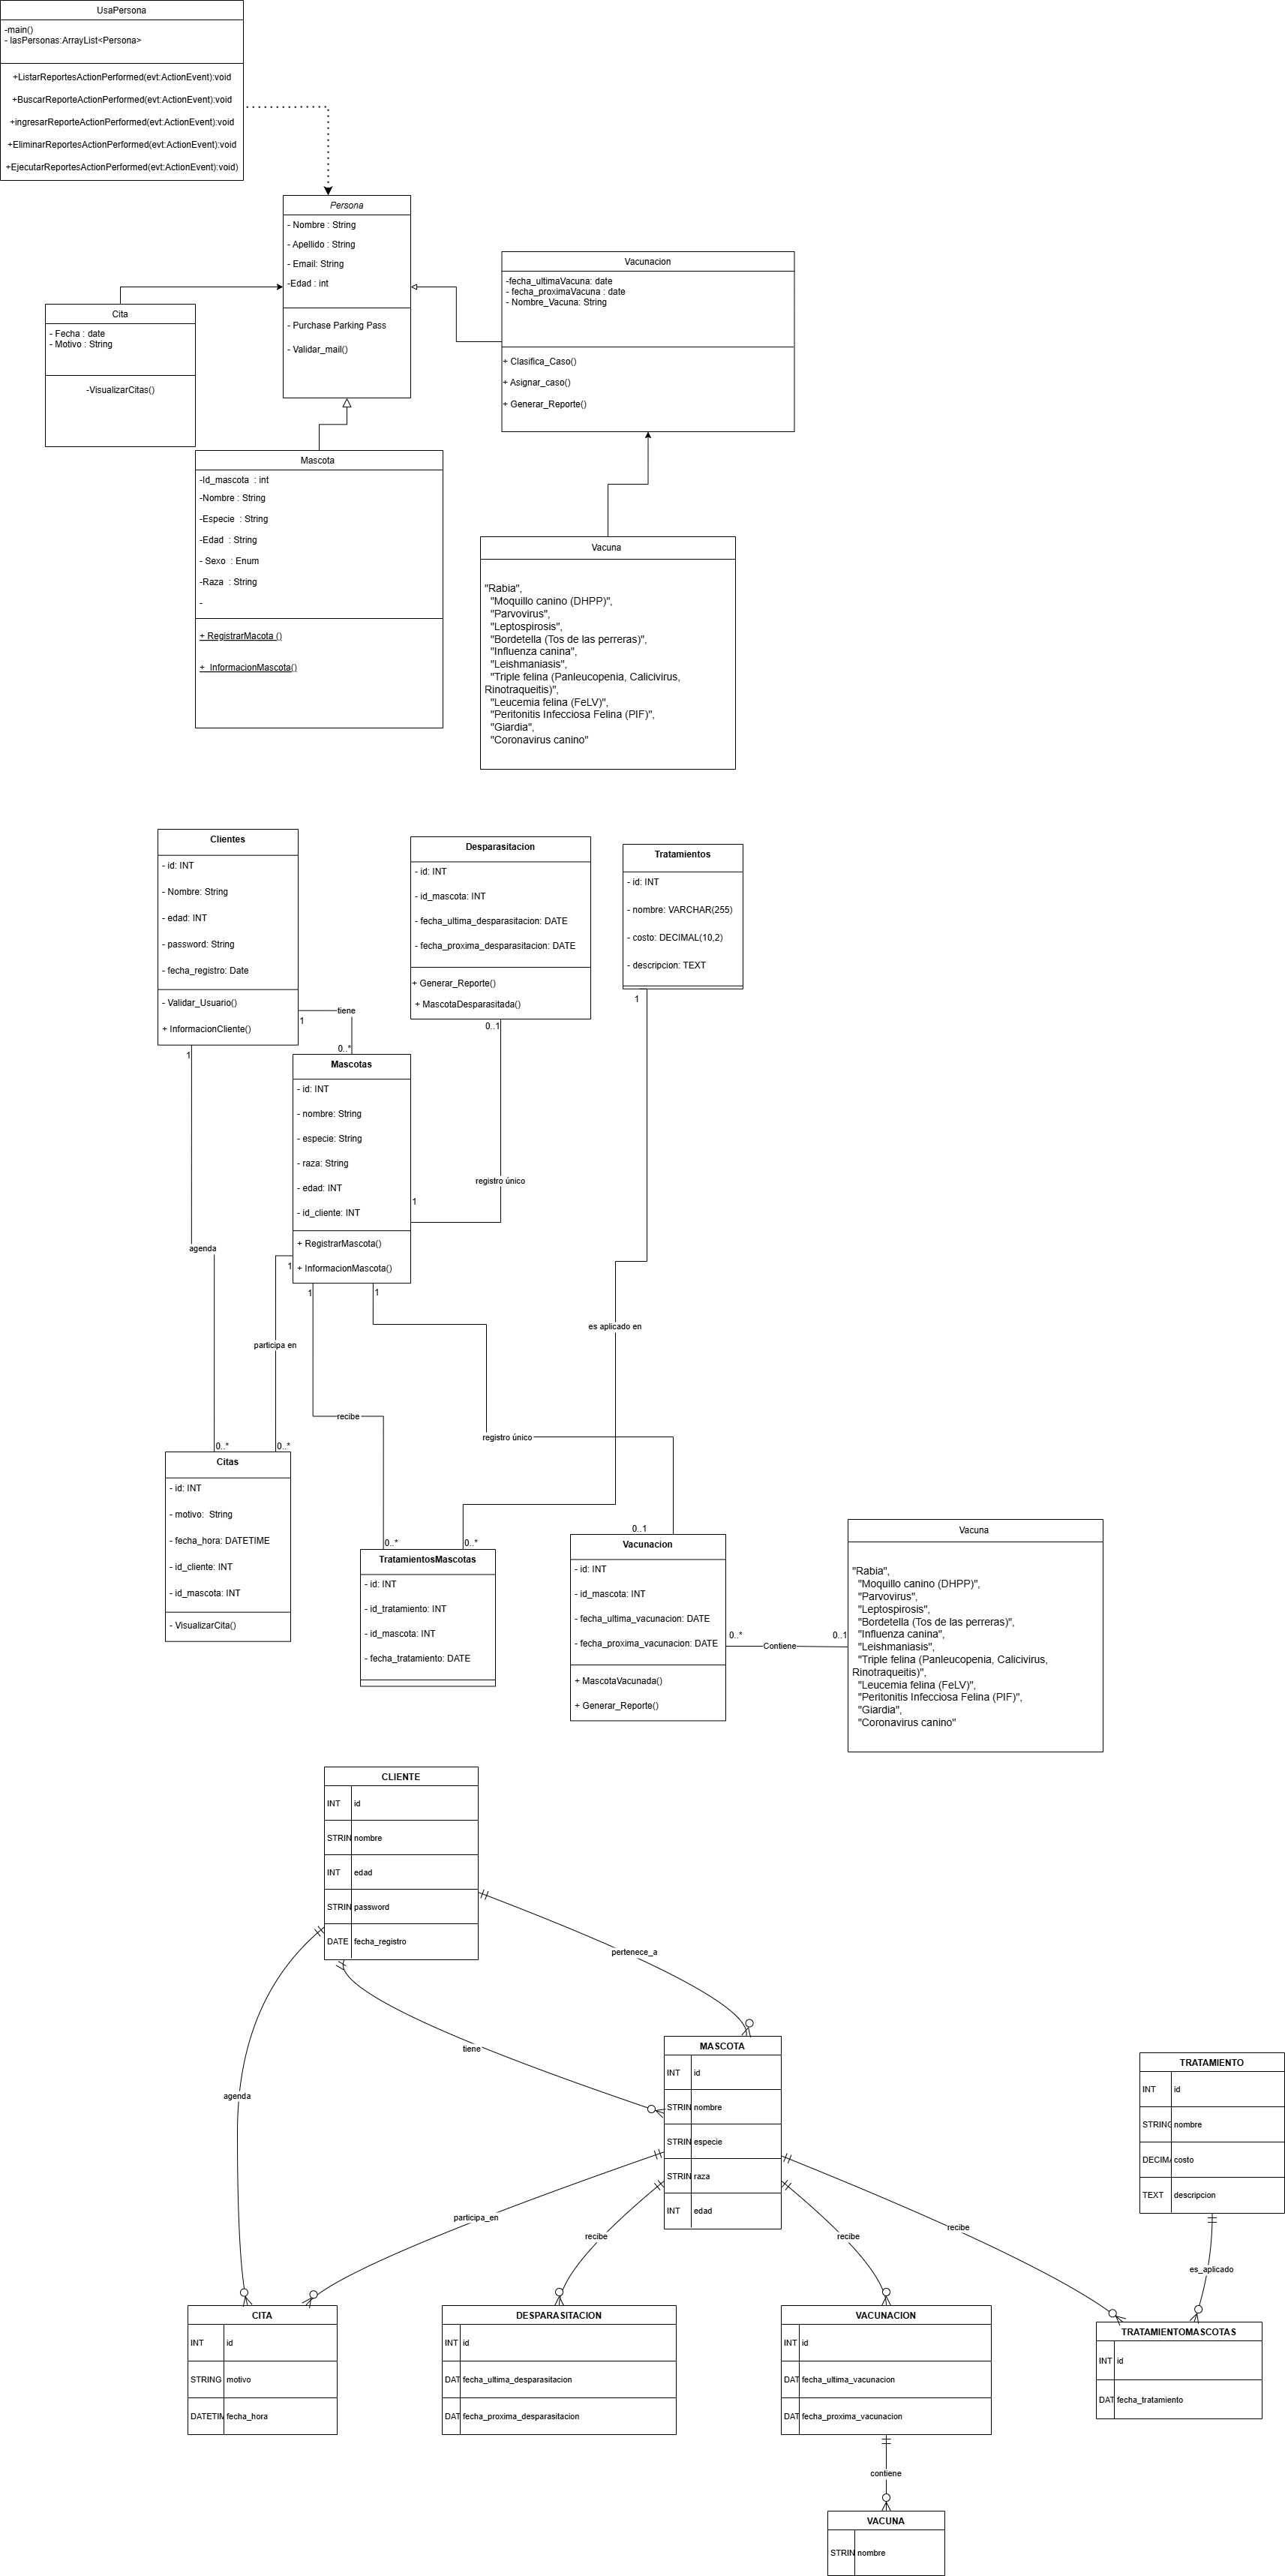 UsaPersona
-main()
- lasPersonas:ArrayList<Persona>
+ListarReportesActionPerformed(evt:ActionEvent):void
+BuscarReporteActionPerformed(evt:ActionEvent):void
+ingresarReporteActionPerformed(evt:ActionEvent):void
+EliminarReportesActionPerformed(evt:ActionEvent):void
+EjecutarReportesActionPerformed(evt:ActionEvent):void)
Persona
- Nombre : String
- Apellido : String
- Email: String
-Edad : int
- Purchase Parking Pass
- Validar_mail()
Vacunacion
-fecha_ultimaVacuna: date
- fecha_proximaVacuna : date
- Nombre_Vacuna: String
+ Clasifica_Caso()
+ Asignar_caso()
+ Generar_Reporte()
Cita
- Fecha : date
- Motivo : String
-VisualizarCitas()
Mascota
-Id_mascota : int
-Nombre : String
-Especie : String
-Edad : String
- Sexo : Enum
-Raza : String
-
+ RegistrarMacota ()
+ InformacionMascota()
Vacuna
"Rabia",
"Moquillo canino (DHPP)",
"Parvovirus",
"Leptospirosis",
"Bordetella (Tos de las perreras)",
"Influenza canina",
"Leishmaniasis",
"Triple felina (Panleucopenia, Calicivirus,
Rinotraqueitis)",
"Leucemia felina (FeLV)",
"Peritonitis Infecciosa Felina (PIF)",
"Giardia",
"Coronavirus canino"
Clientes
- id: INT
- Nombre: String
- edad: INT
- password: String
- fecha_registro: Date
- Validar_Usuario()
+ InformacionCliente()
Desparasitacion
- id: INT
- id_mascota: INT
- fecha_ultima_desparasitacion: DATE
- fecha_proxima_desparasitacion: DATE
+ Generar_Reporte()
+ MascotaDesparasitada()
Tratamientos
- id: INT
- nombre: VARCHAR(255)
- costo: DECIMAL(10,2)
- descripcion: TEXT
1
tiene
1
0..*
0..1
1
Mascotas
- id: INT
- nombre: String
- especie: String
- raza: String
- edad: INT
- id_cliente: INT
+ RegistrarMascota()
+ InformacionMascota()
registro único
1
agenda
1
1
1
es aplicado en
participa en
recibe
registro único
0..*
0..*
Citas
- id: INT
- motivo: String
- fecha_hora: DATETIME
- id_cliente: INT
- id_mascota: INT
- VisualizarCita()
0..*
0..*
TratamientosMascotas
- id: INT
- id_tratamiento: INT
- id_mascota: INT
- fecha_tratamiento: DATE
0..1
Vacunacion
- id: INT
- id_mascota: INT
- fecha_ultima_vacunacion: DATE
- fecha_proxima_vacunacion: DATE
+ MascotaVacunada()
+ Generar_Reporte()
0..*
Contiene
0..1
Vacuna
"Rabia",
"Moquillo canino (DHPP)",
"Parvovirus",
"Leptospirosis",
"Bordetella (Tos de las perreras)",
"Influenza canina",
"Leishmaniasis",
"Triple felina (Panleucopenia, Calicivirus,
Rinotraqueitis)",
"Leucemia felina (FeLV)",
"Peritonitis Infecciosa Felina (PIF)",
"Giardia",
"Coronavirus canino"
CLIENTE
INT id
STRIN nombre
INT edad
STRIN password
DATE fecha_registro
pertenece_a
tiene
agenda
MASCOTA
INT id
STRIN nombre
STRIN especie
STRIN raza
INT edad
TRATAMIENTO
INT id
STRING nombre
DECIMA costo
TEXT descripcion
participa_en
recibe
recibe
recibe
es_aplicado
CITA
INT id
STRING motivo
DATETIM fecha_hora
DESPARASITACION
INT id
DAT fecha_ultima_desparasitacion
DAT fecha_proxima_desparasitacion
VACUNACION
INT id
DAT fecha_ultima_vacunacion
DAT fecha_proxima_vacunacion
TRATAMIENTOMASCOTAS
INT id
DAT fecha_tratamiento
contiene
VACUNA
STRIN nombre